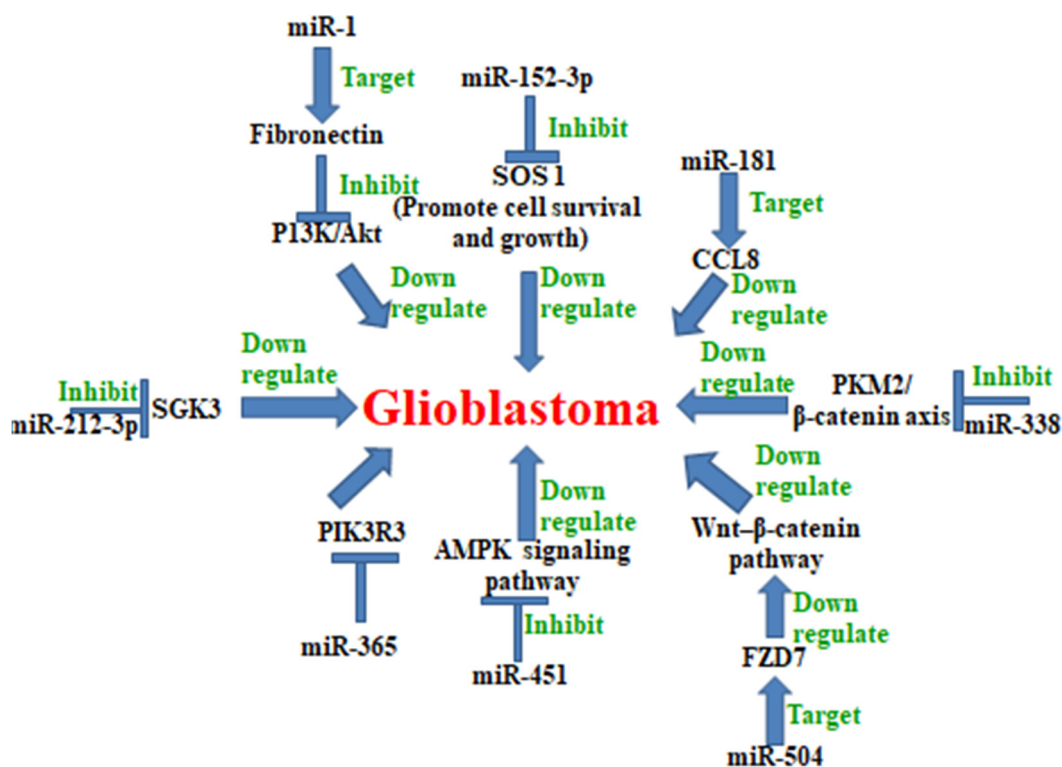 miR-1
Target
Fibronectin
Inhibit
P13K/Akt
Down
regulate
miR-152-3p
Inhibit
SOS 1
(Promote cell survival
and growth)
Down
regulate
miR-181
Target
CCL8
Down
regulate
Down
regulate
Inhibit
miR-212-3p
SGK3
Glioblastoma
Down
regulate
PKM2/
β-catenin axis
Inhibit
miR-338
PIK3R3
miR-365
Down
regulate
AMPK signaling
pathway
Inhibit
miR-451
Down
regulate
Wnt–β-catenin
pathway
Down
regulate
FZD7
Target
miR-504